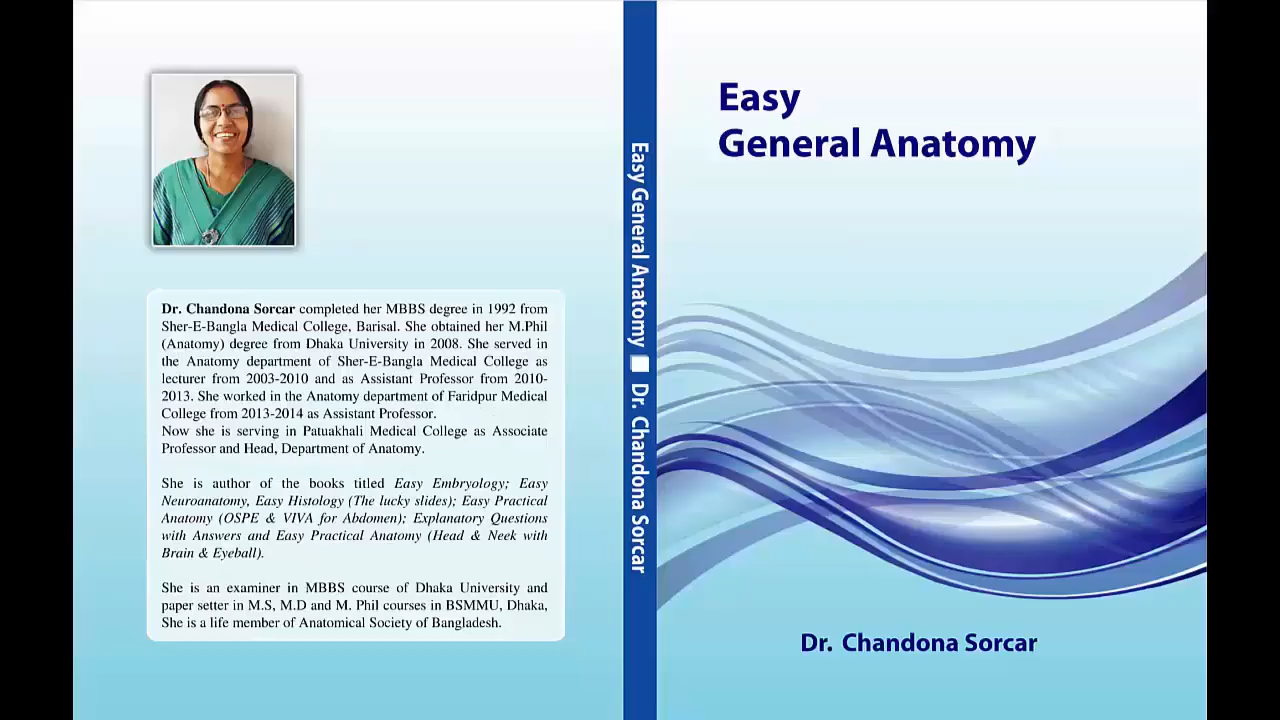 Dr. Chandona Sorcar completed her MBBS degree in 1992 from
Sher-E-Bangla Medical College, Barisal. She obtained her M.Phil
(Anatomy) degree from Dhaka University in 2008. She served in
the Anatomy department of Sher-E-Bangla Medical College as
lecturer from 2003-2010 and as Assistant Professor from 2010-
2013. She worked in the Anatomy department of Faridpur Medical
College from 2013-2014 as Assistant Professor.
Now she is serving in Patuakhali Medical College as Associate
Professor and Head, Department of Anatomy.
She is author of the books titled Easy Embryology; Easy
Neuroanatomy, Easy Histology (The lucky slides); Easy Practical
Anatomy (OSPE & VIVA for Abdomen); Explanatory Questions
with Answers and Easy Practical Anatomy (Head & Neek with
Brain & Eyeball).
She is an examiner in MBBS course of Dhaka University and
paper setter in M.S, M.D and M. Phil courses in BSMMU, Dhaka,
She is a life member of Anatomical Society of Bangladesh.
Easy General Anatomy Dr. Chandona Sorcar
Easy
General Anatomy
Dr. Chandona Sorcar